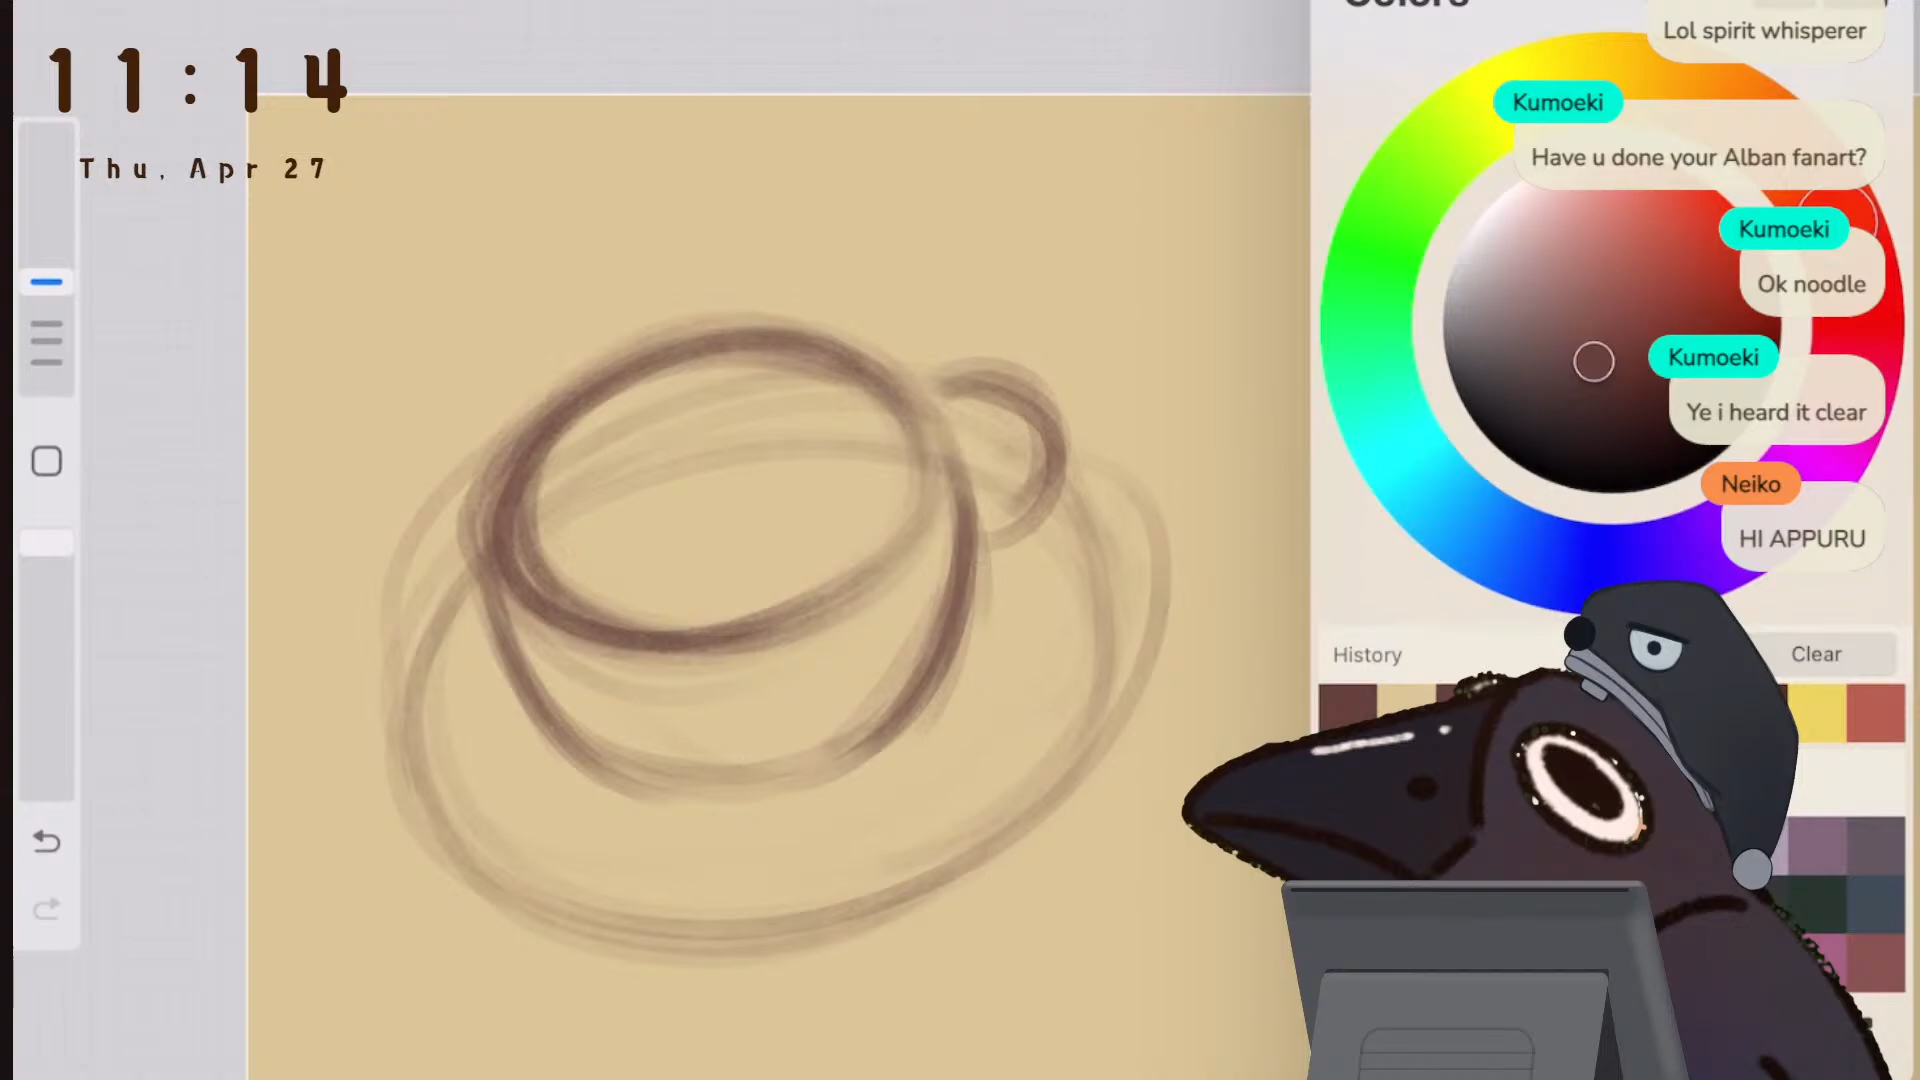 11:14
Thu, Apr 27
Colors
Lol spirit whisperer
Kumoeki
Have u done your Alban fanart?
Kumoeki
Ok noodle
Kumoeki
Ye i heard it clear
Neiko
HI APPURU
History
Clear